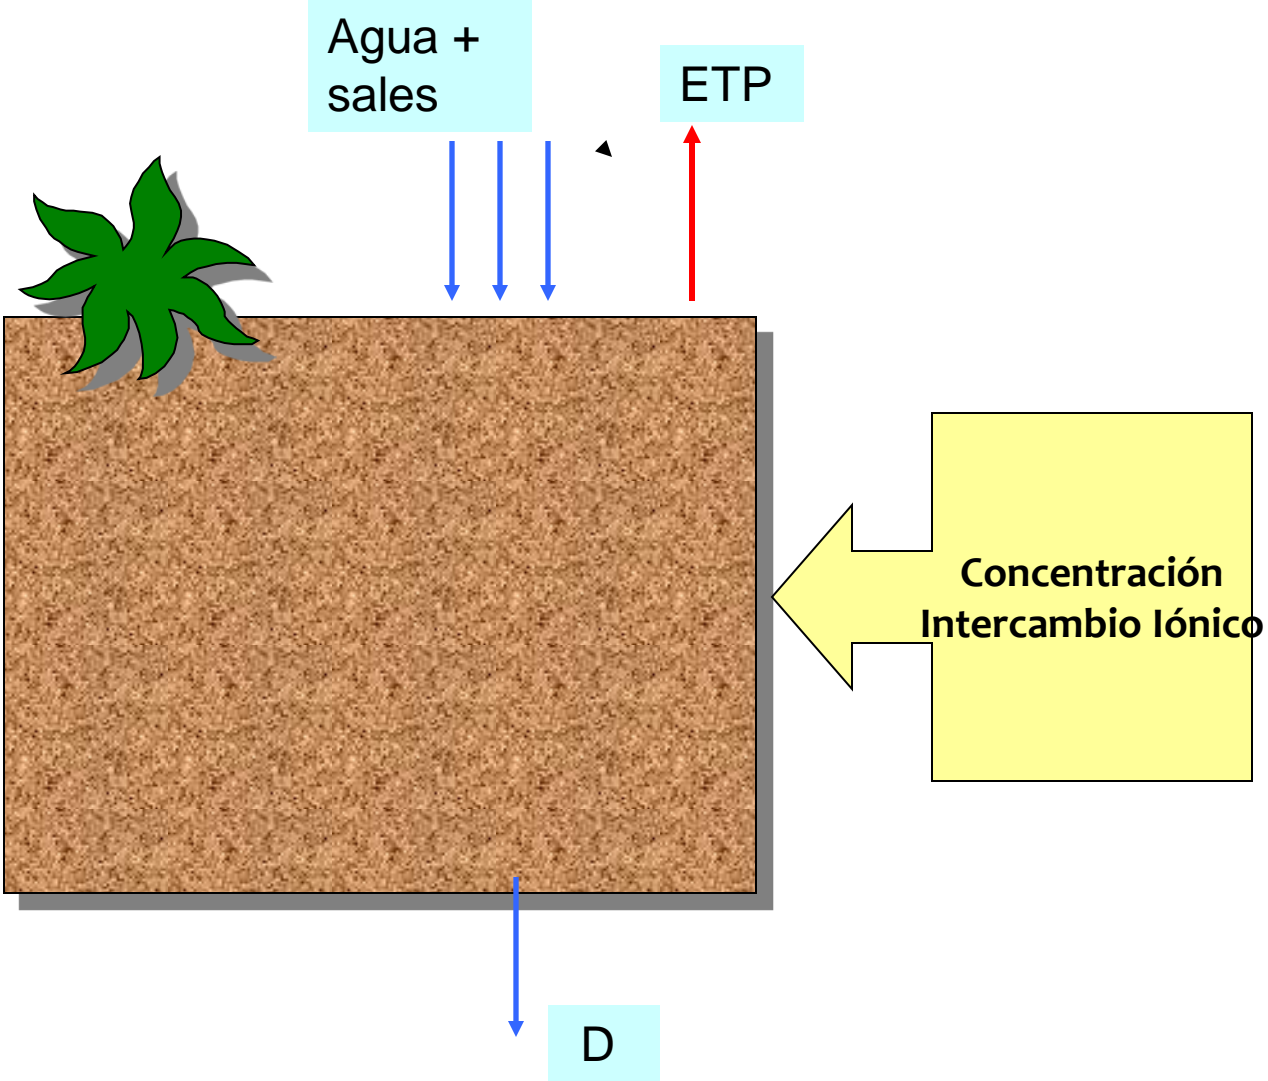 Agua +
sales
ETP
Concentración
Intercambio Iónico
D